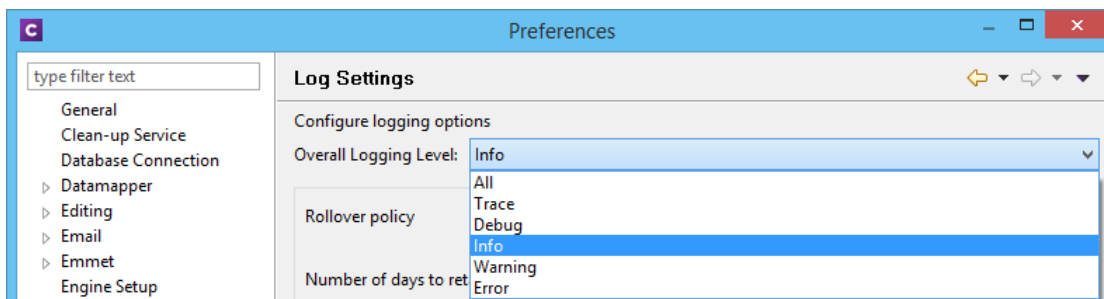 C
Preferences
type filter text
General
Clean-up Service
Database Connection
Datamapper
Editing
Email
Emmet
Engine Setup
Log Settings
Configure logging options
Overall Logging Level: Info
All
Trace
Debug
Info
Warning
Error
Rollover policy
Number of days to ret